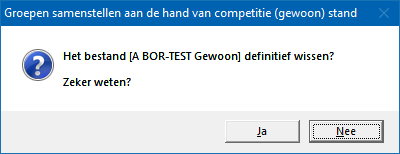 Groepen samenstellen aan de hand van competitie (gewoon) stand
Het bestand [A BOR-TEST Gewoon] definitief wissen?
Zeker weten?
Ja
Nee